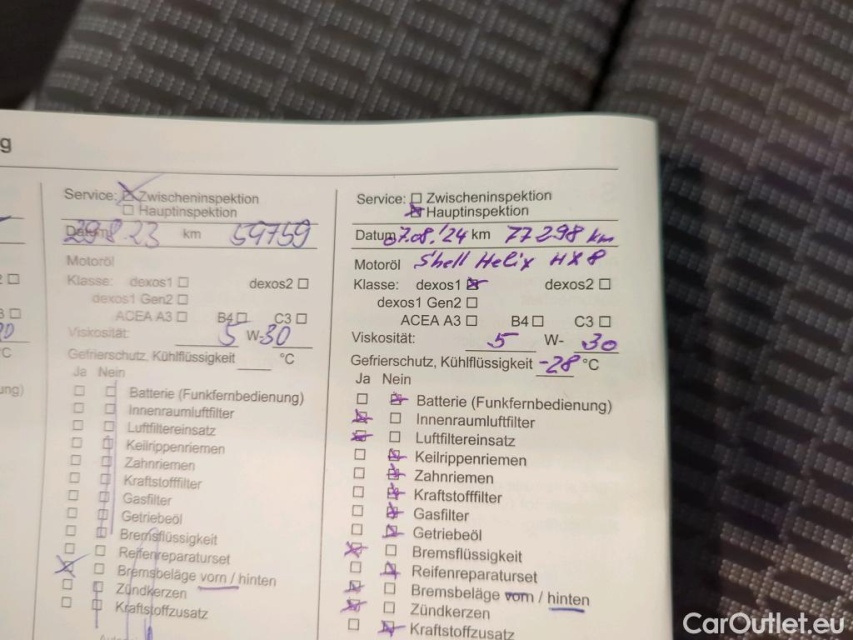 g
Service: ☒ Zwischeninspektion
☐ Hauptinspektion
Datum 29.8.23 km 59759
Motoröl
Klasse: dexos1 ☐ dexos2 ☐
dexos1 Gen2 ☐
ACEA A3 ☐ B4 ☐ C3 ☐
Viskosität: 5 W-30
Gefrierschutz, Kühlflüssigkeit °C
Ja Nein
☐ ☐ Batterie (Funkfernbedienung)
☐ ☐ Innenraumluftfilter
☐ ☐ Luftfiltereinsatz
☐ ☐ Keilrippenriemen
☐ ☐ Zahnriemen
☐ ☐ Kraftstofffilter
☐ ☐ Gasfilter
☐ ☐ Getriebeöl
☐ ☐ Bremsflüssigkeit
☐ ☐ Reifenreparaturset
☒ ☐ Bremsbeläge vorn / hinten
☐ ☐ Zündkerzen
☐ ☐ Kraftstoffzusatz
Service: ☐ Zwischeninspektion
☒ Hauptinspektion
Datum 07.08.'24 km 77298 km
Motoröl Shell Helix HX8
Klasse: dexos1 ☒ dexos2 ☐
dexos1 Gen2 ☐
ACEA A3 ☐ B4 ☐ C3 ☐
Viskosität: 5 W- 30
Gefrierschutz, Kühlflüssigkeit -28 °C
Ja Nein
☐ ☒ Batterie (Funkfernbedienung)
☒ ☐ Innenraumluftfilter
☒ ☐ Luftfiltereinsatz
☐ ☒ Keilrippenriemen
☐ ☒ Zahnriemen
☐ ☒ Kraftstofffilter
☐ ☒ Gasfilter
☐ ☒ Getriebeöl
☒ ☐ Bremsflüssigkeit
☐ ☒ Reifenreparaturset
☒ ☐ Bremsbeläge vorn / hinten
☒ ☐ Zündkerzen
☐ ☒ Kraftstoffzusatz
CarOutlet.eu